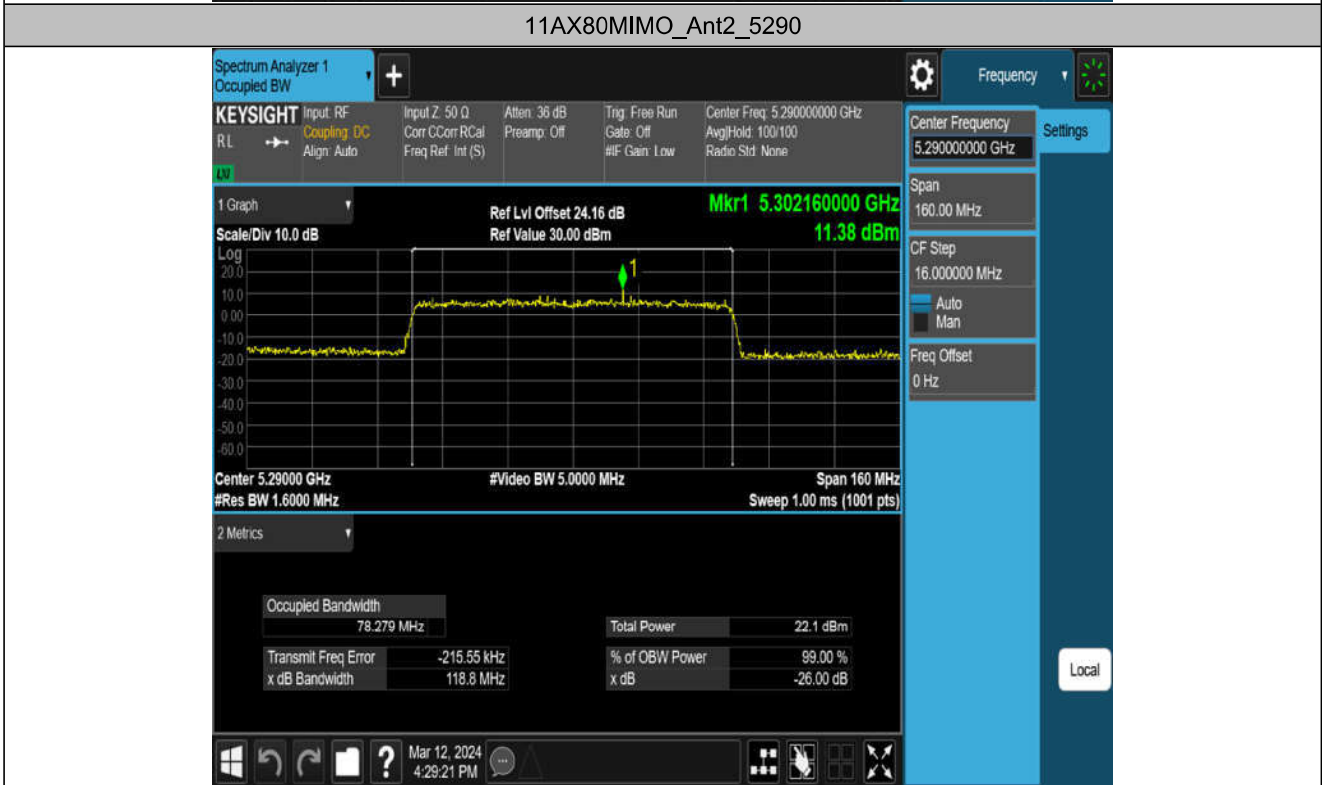 11AX80MIMO_Ant2_5290
Spectrum Analyzer 1
Occupied BW
+
Frequency
KEYSIGHT
RL
LXI
Input: RF
Coupling: DC
Align: Auto
Input Z: 50 Ω
Corr CCorr RCal
Freq Ref: Int (S)
Atten: 36 dB
Preamp: Off
Trig: Free Run
Gate: Off
#IF Gain: Low
Center Freq: 5.290000000 GHz
Avg|Hold: 100/100
Radio Std: None
Center Frequency
5.290000000 GHz
Settings
Span
160.00 MHz
CF Step
16.000000 MHz
Auto
Man
Freq Offset
0 Hz
Local
1 Graph
Scale/Div 10.0 dB
Ref Lvl Offset 24.16 dB
Ref Value 30.00 dBm
Mkr1 5.302160000 GHz
11.38 dBm
Log
20.0
10.0
0.00
-10.0
-20.0
-30.0
-40.0
-50.0
-60.0
1
Center 5.29000 GHz
#Res BW 1.6000 MHz
#Video BW 5.0000 MHz
Span 160 MHz
Sweep 1.00 ms (1001 pts)
2 Metrics
Occupied Bandwidth
78.279 MHz
Total Power 22.1 dBm
Transmit Freq Error -215.55 kHz
% of OBW Power 99.00 %
x dB Bandwidth 118.8 MHz
x dB -26.00 dB
?
Mar 12, 2024
4:29:21 PM